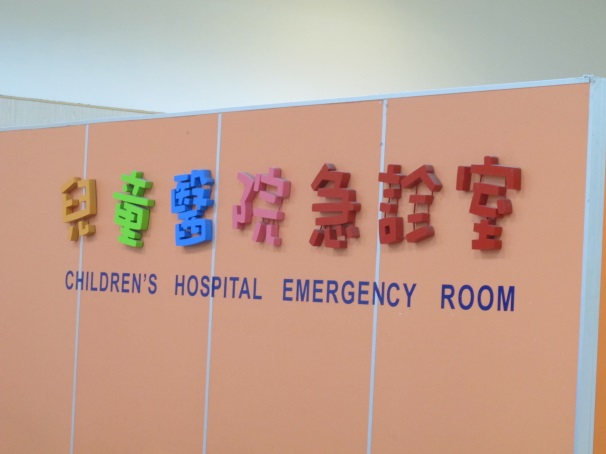 兒童醫院急診室
CHILDREN'S HOSPITAL EMERGENCY ROOM